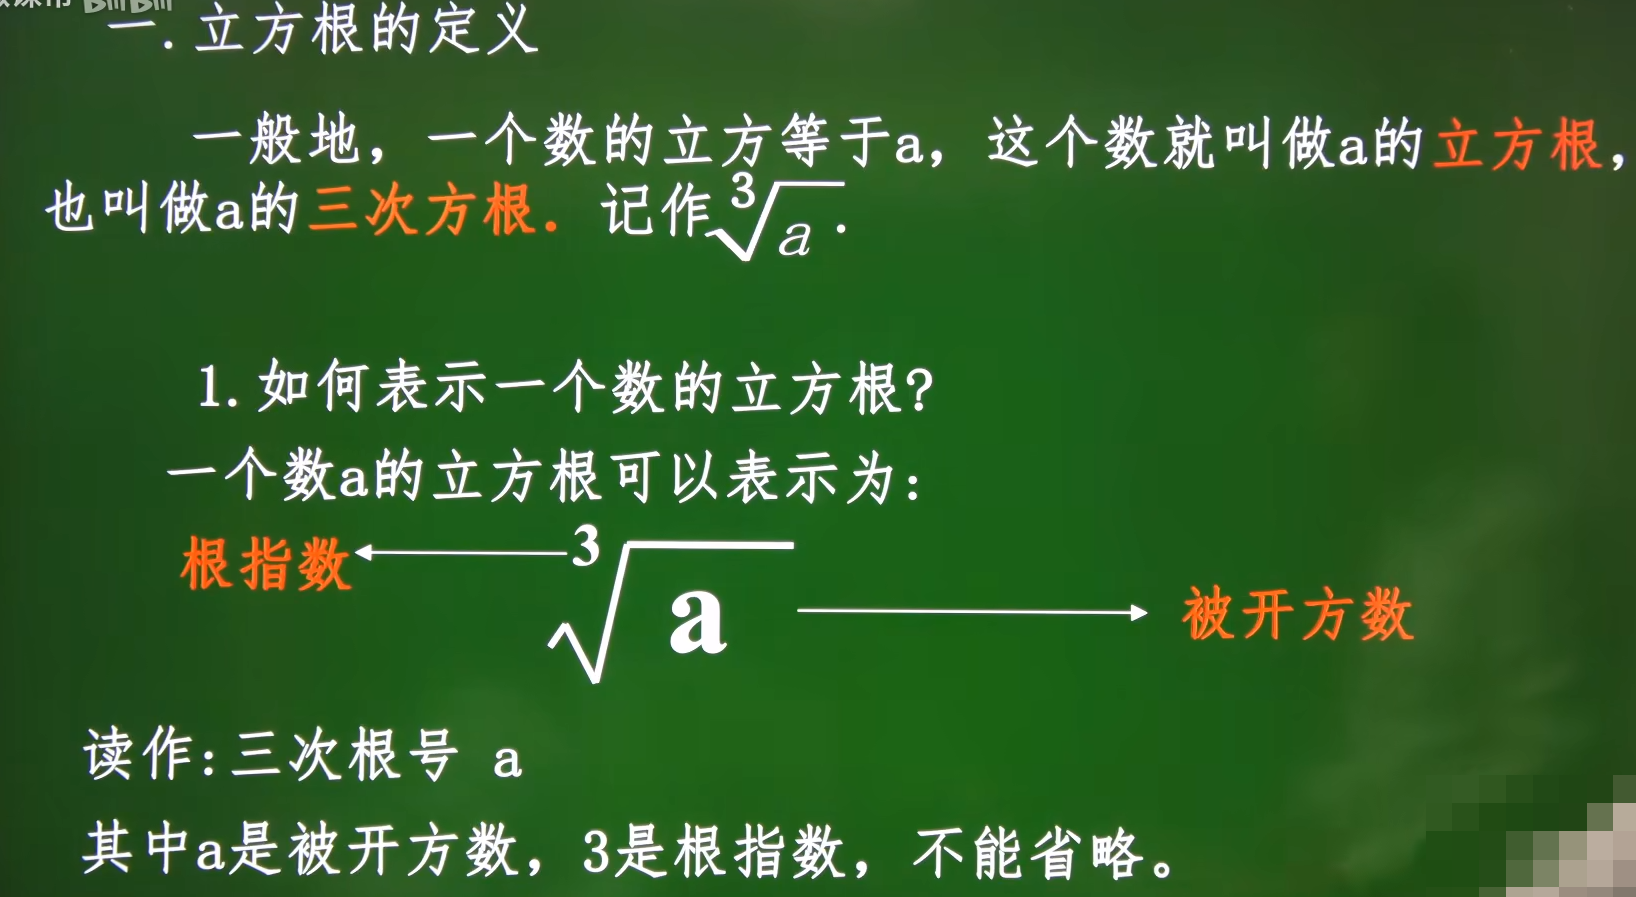 一.立方根的定义
一般地，一个数的立方等于a，这个数就叫做a的立方根，
也叫做a的三次方根．记作∛a．
1.如何表示一个数的立方根?
一个数a的立方根可以表示为:
根指数 ∛a 被开方数
读作:三次根号 a
其中a是被开方数，3是根指数，不能省略。